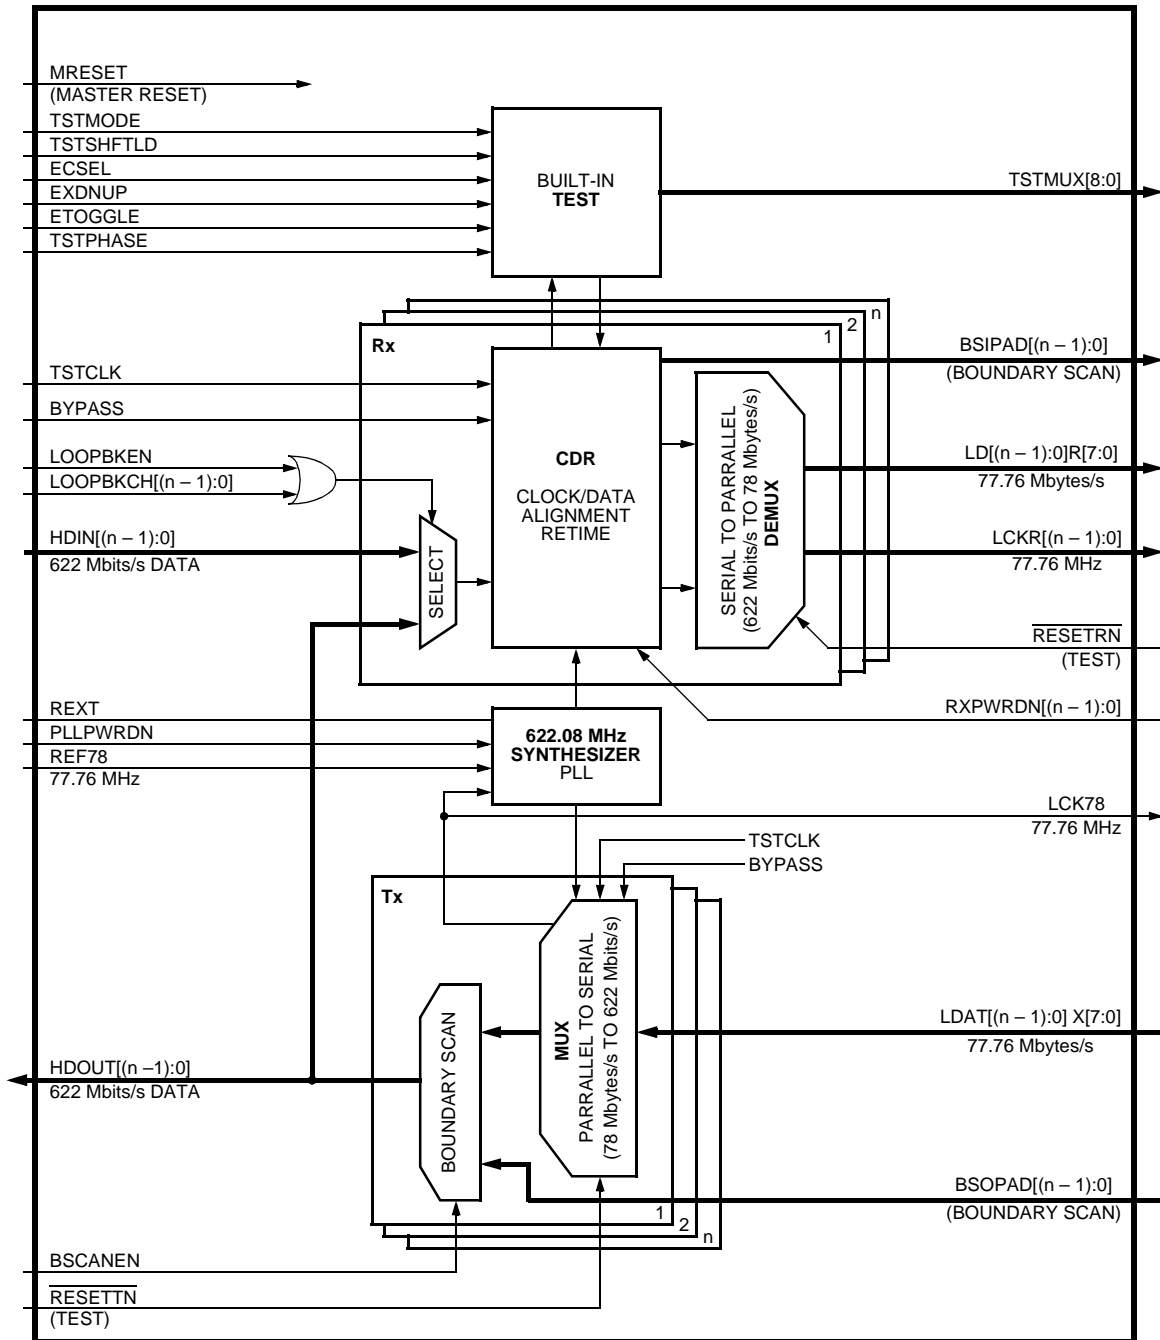 MRESET
(MASTER RESET)
TSTMODE
TSTSHFTLD
ECSEL
EXDNUP
ETOGGLE
TSTPHASE
BUILT-IN
TEST
TSTMUX[8:0]
Rx
1
2
n
TSTCLK
BYPASS
LOOPBKEN
LOOPBKCH[(n – 1):0]
HDIN[(n – 1):0]
622 Mbits/s DATA
SELECT
CDR
CLOCK/DATA
ALIGNMENT
RETIME
SERIAL TO PARRALLEL
(622 Mbits/s TO 78 Mbytes/s)
DEMUX
BSIPAD[(n – 1):0]
(BOUNDARY SCAN)
LD[(n – 1):0]R[7:0]
77.76 Mbytes/s
LCKR[(n – 1):0]
77.76 MHz
RESETRN
(TEST)
RXPWRDN[(n – 1):0]
REXT
PLLPWRDN
REF78
77.76 MHz
622.08 MHz
SYNTHESIZER
PLL
LCK78
77.76 MHz
TSTCLK
BYPASS
Tx
BOUNDARY SCAN
MUX
PARRALLEL TO SERIAL
(78 Mbytes/s TO 622 Mbits/s)
1
2
n
LDAT[(n – 1):0] X[7:0]
77.76 Mbytes/s
HDOUT[(n –1):0]
622 Mbits/s DATA
BSOPAD[(n – 1):0]
(BOUNDARY SCAN)
BSCANEN
RESETTN
(TEST)